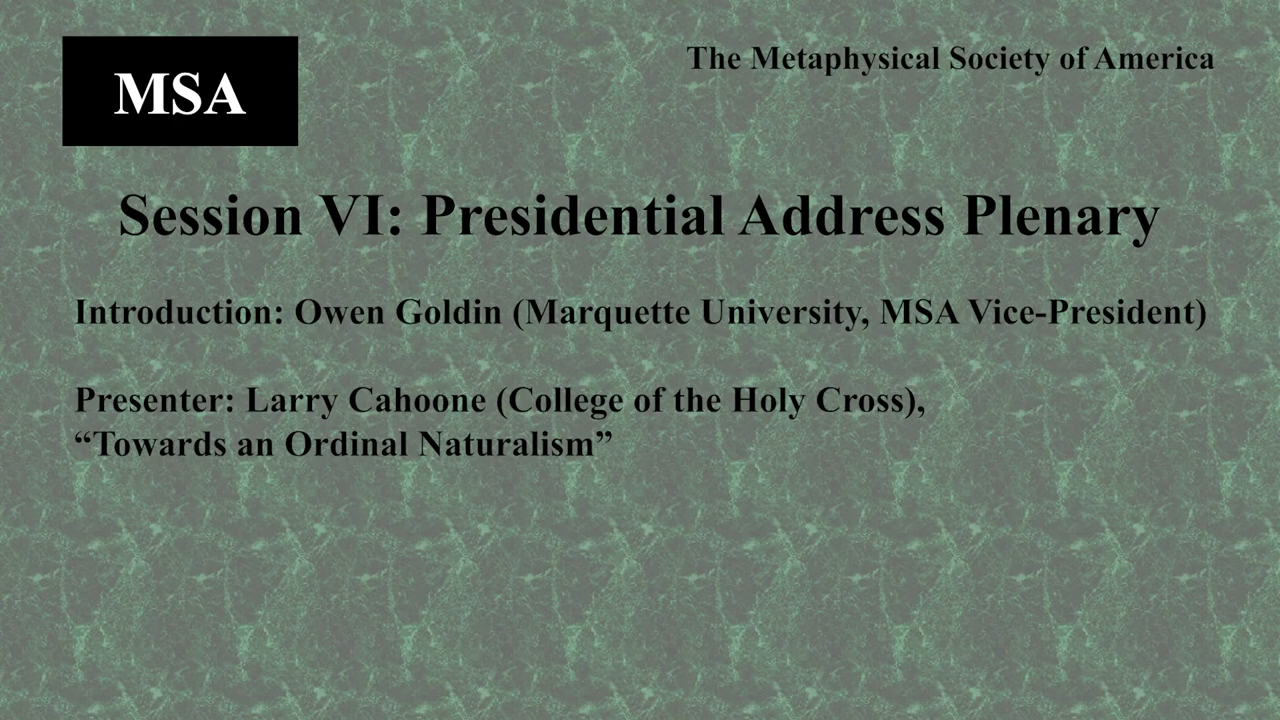 MSA
The Metaphysical Society of America
Session VI: Presidential Address Plenary
Introduction: Owen Goldin (Marquette University, MSA Vice-President)
Presenter: Larry Cahoone (College of the Holy Cross),
“Towards an Ordinal Naturalism”